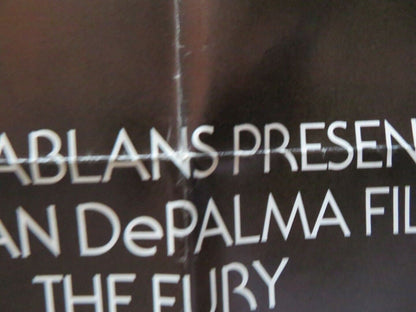 ABLANS PRESEN
AN DePALMA FIL
THE FURY